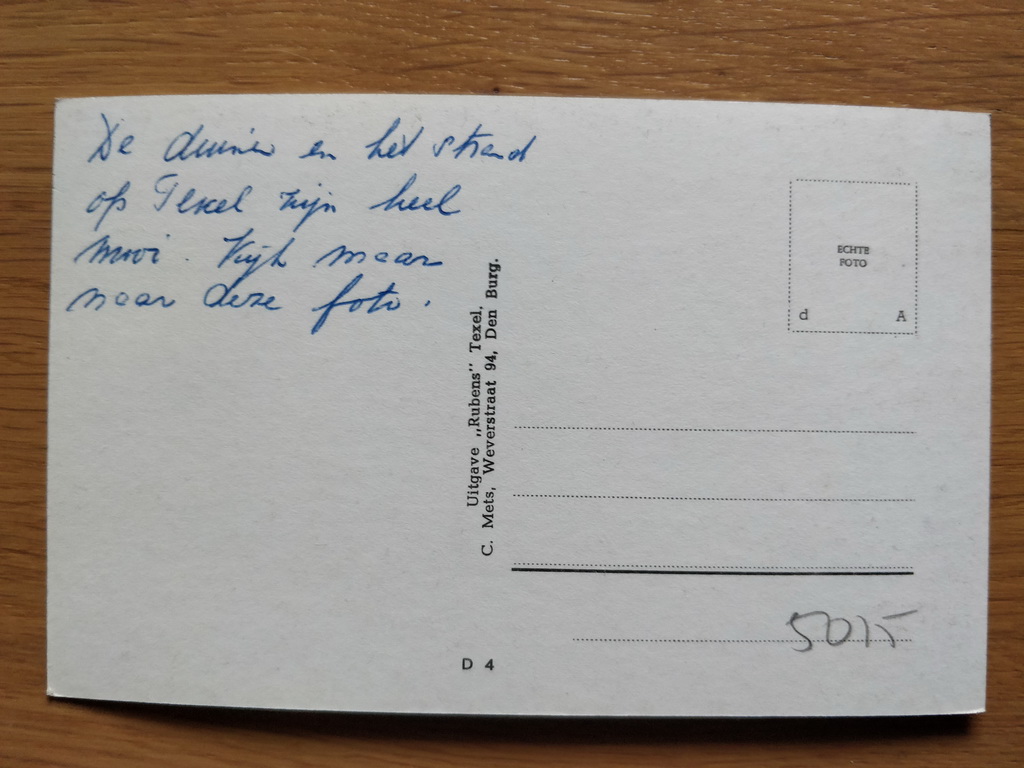 De duinen en het strand
op Texel zijn heel
mooi. Kijk maar
naar deze foto.
Uitgave „Rubens” Texel,
C. Mets, Weverstraat 94, Den Burg.
ECHTE
FOTO
d A
5015
D 4